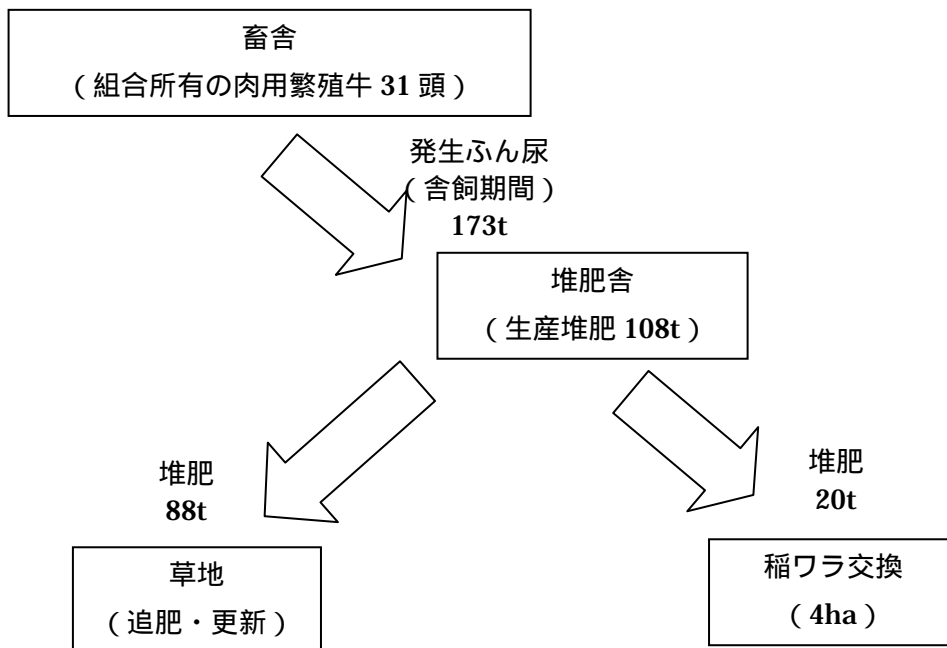 畜舎
（組合所有の肉用繁殖牛 31 頭）
発生ふん尿
（舎飼期間）
173t
堆肥舎
（生産堆肥 108t）
堆肥
88t
堆肥
20t
草地
（追肥・更新）
稲ワラ交換
（4ha）